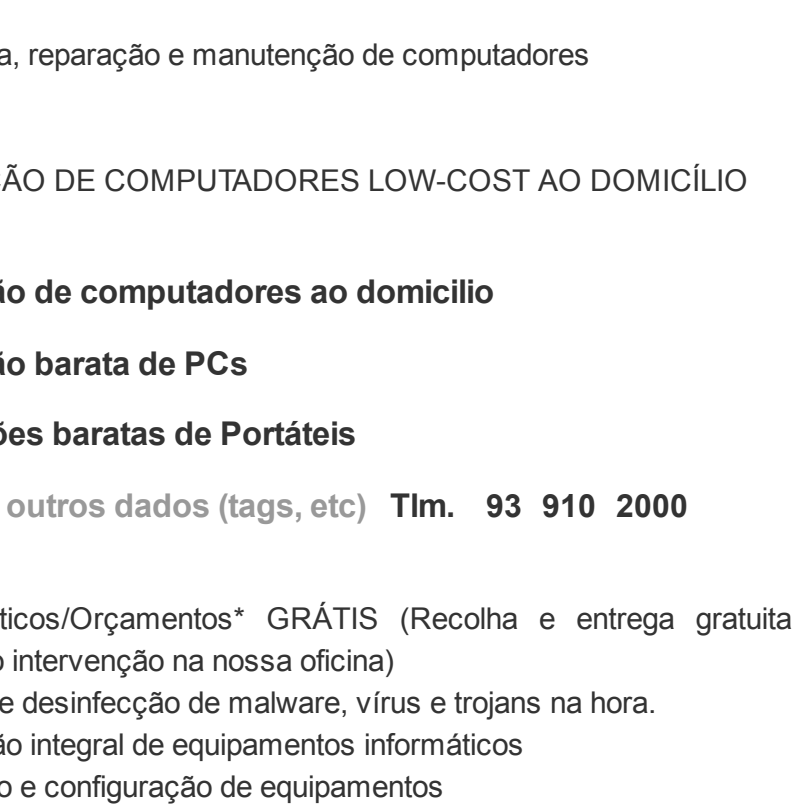 a, reparação e manutenção de computadores
ÇÃO DE COMPUTADORES LOW-COST AO DOMICÍLIO
ão de computadores ao domicilio
ão barata de PCs
ões baratas de Portáteis
outros dados (tags, etc) Tlm. 93 910 2000
ticos/Orçamentos* GRÁTIS (Recolha e entrega gratuita
o intervenção na nossa oficina)
e desinfecção de malware, vírus e trojans na hora.
ão integral de equipamentos informáticos
o e configuração de equipamentos